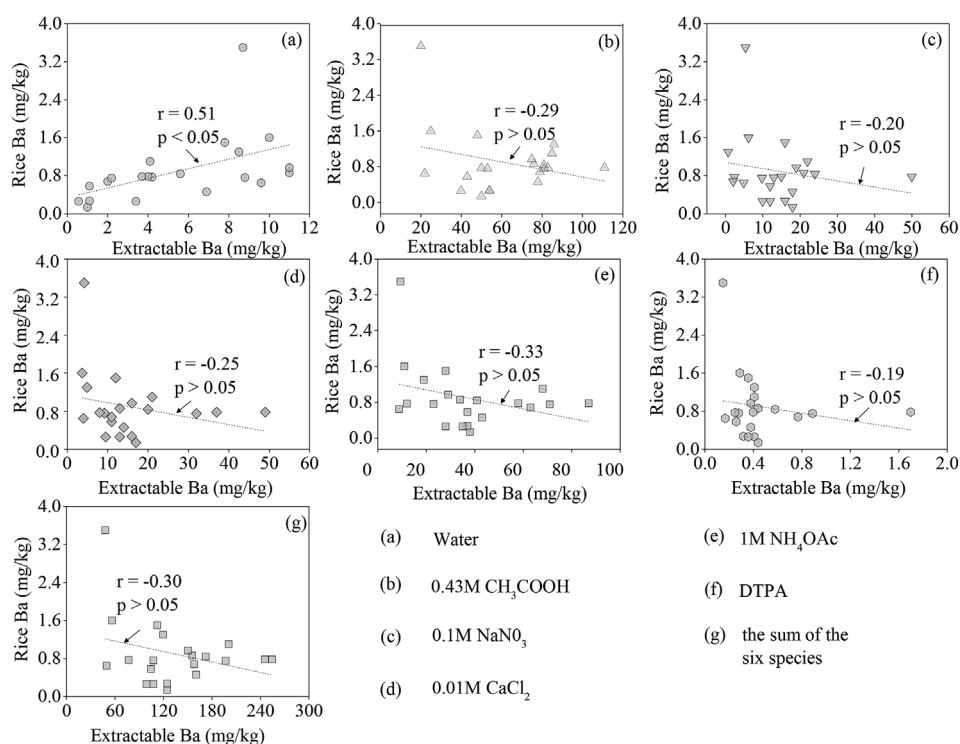 (a)
r = 0.51
p < 0.05
Rice Ba (mg/kg)
4.0
3.2
2.4
1.6
0.8
0.0
0 2 4 6 8 10 12
Extractable Ba (mg/kg)
(b)
r = -0.29
p > 0.05
Rice Ba (mg/kg)
4.0
3.2
2.4
1.6
0.8
0.0
0 20 40 60 80 100 120
Extractable Ba (mg/kg)
(c)
r = -0.20
p > 0.05
Rice Ba (mg/kg)
4.0
3.2
2.4
1.6
0.8
0.0
0 10 20 30 40 50 60
Extractable Ba (mg/kg)
(d)
r = -0.25
p > 0.05
Rice Ba (mg/kg)
4.0
3.2
2.4
1.6
0.8
0.0
0 10 20 30 40 50 60
Extractable Ba (mg/kg)
(e)
r = -0.33
p > 0.05
Rice Ba (mg/kg)
4.0
3.2
2.4
1.6
0.8
0.0
0 20 40 60 80 100
Extractable Ba (mg/kg)
(f)
r = -0.19
p > 0.05
Rice Ba (mg/kg)
4.0
3.2
2.4
1.6
0.8
0.0
0.0 0.4 0.8 1.2 1.6 2.0
Extractable Ba (mg/kg)
(g)
r = -0.30
p > 0.05
Rice Ba (mg/kg)
4.0
3.2
2.4
1.6
0.8
0.0
0 60 120 180 240 300
Extractable Ba (mg/kg)
(a) Water
(b) 0.43M CH₃COOH
(c) 0.1M NaN0₃
(d) 0.01M CaCl₂
(e) 1M NH₄OAc
(f) DTPA
(g) the sum of the
six species